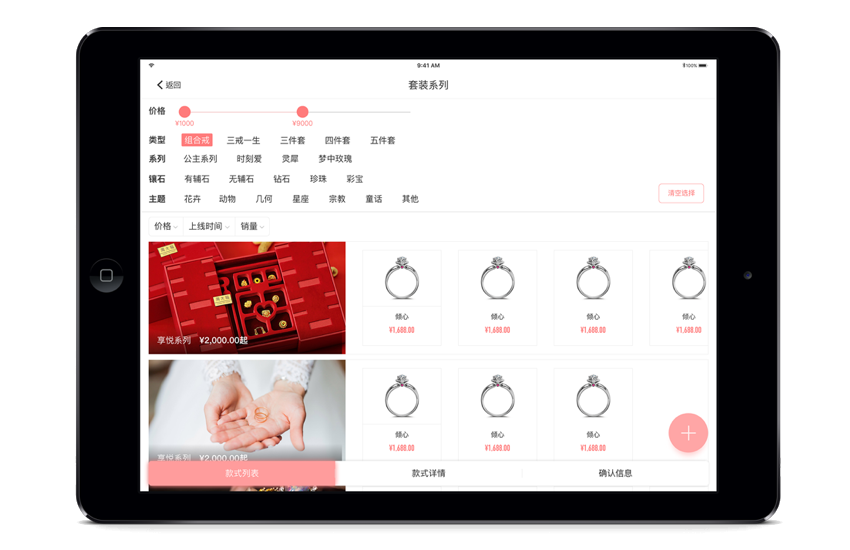 9:41 AM
100%
返回
套装系列
价格
¥1000
¥9000
类型 组合戒 三戒一生 三件套 四件套 五件套
系列 公主系列 时刻爱 灵犀 梦中玫瑰
镶石 有辅石 无辅石 钻石 珍珠 彩宝
主题 花卉 动物 几何 星座 宗教 童话 其他
清空选择
价格 上线时间 销量
享悦系列 ¥2,000.00起
倾心 倾心 倾心 倾心
¥1,688.00 ¥1,688.00 ¥1,688.00 ¥1,688.00
享悦系列 ¥2,000.00起
倾心 倾心 倾心
¥1,688.00 ¥1,688.00 ¥1,688.00
款式列表 款式详情 确认信息